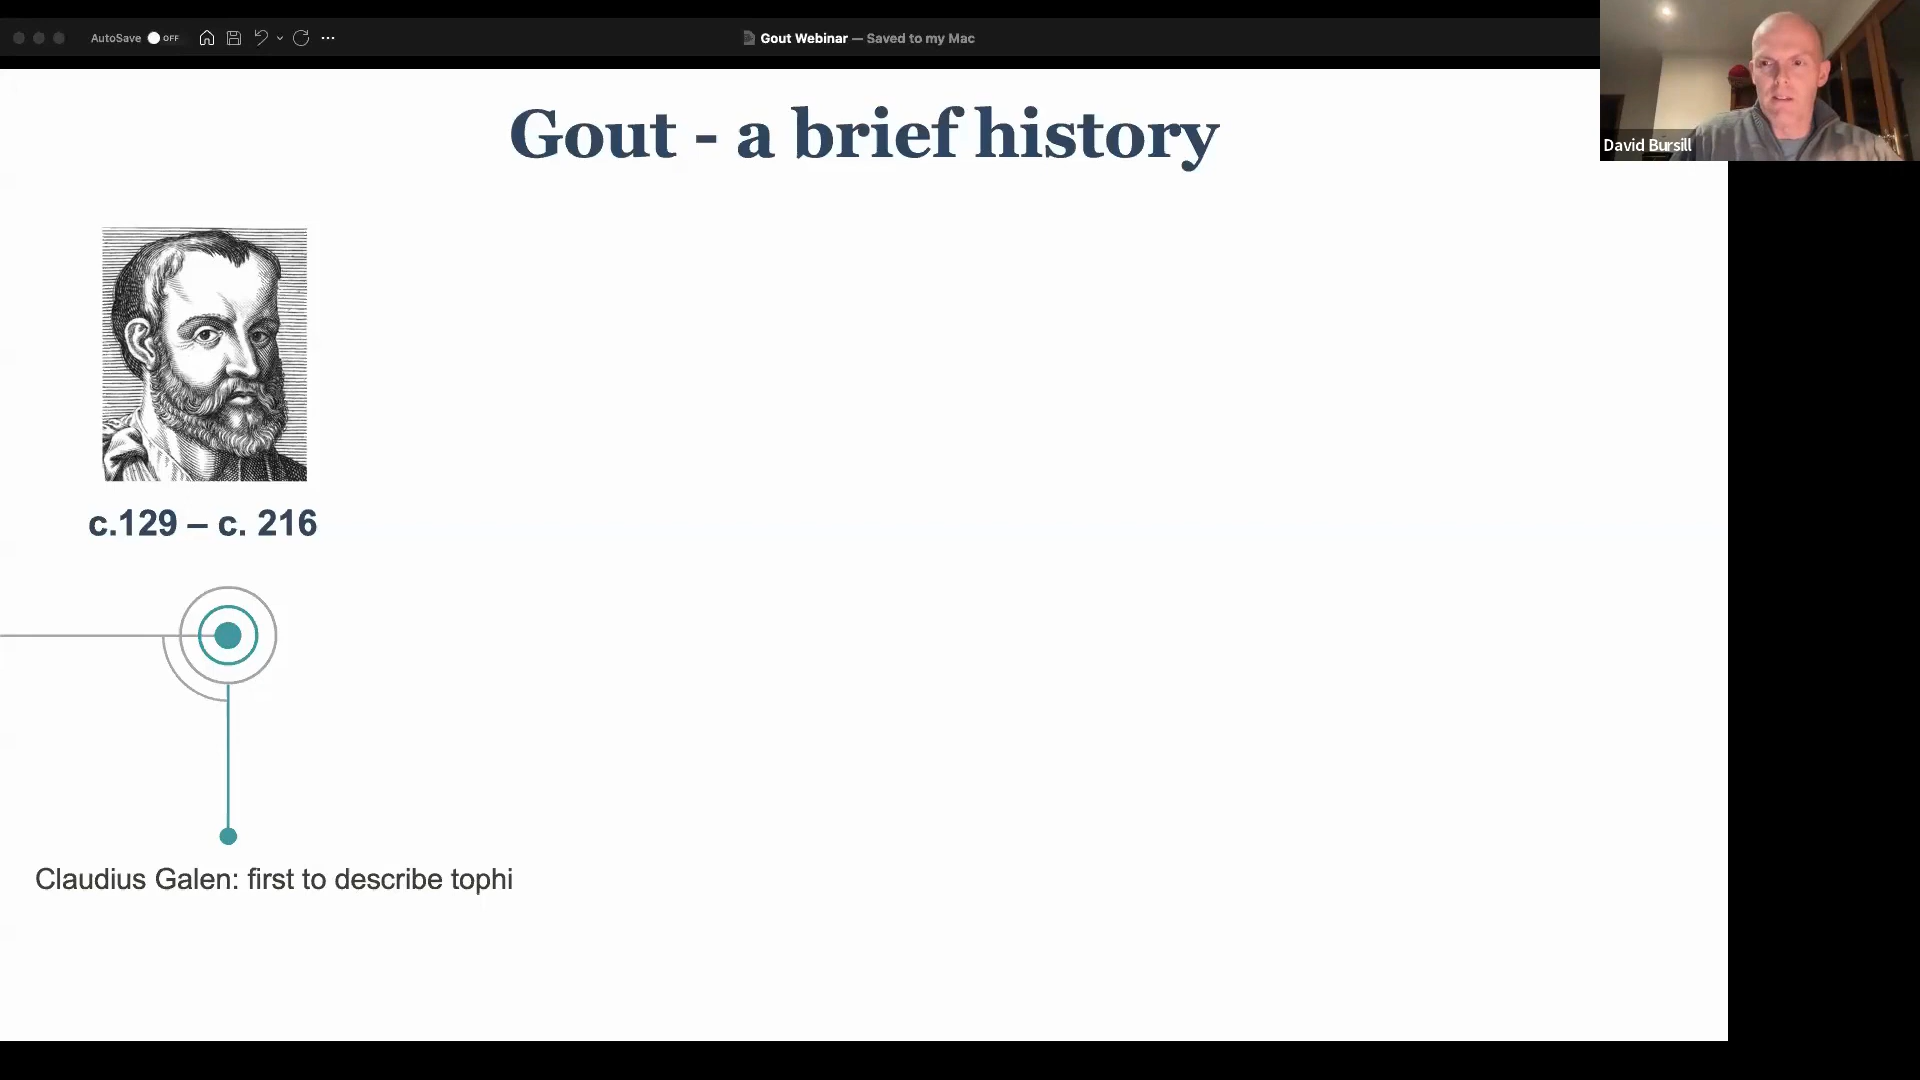 AutoSave OFF
Gout Webinar — Saved to my Mac
David Bursill
Gout - a brief history
c.129 – c. 216
Claudius Galen: first to describe tophi